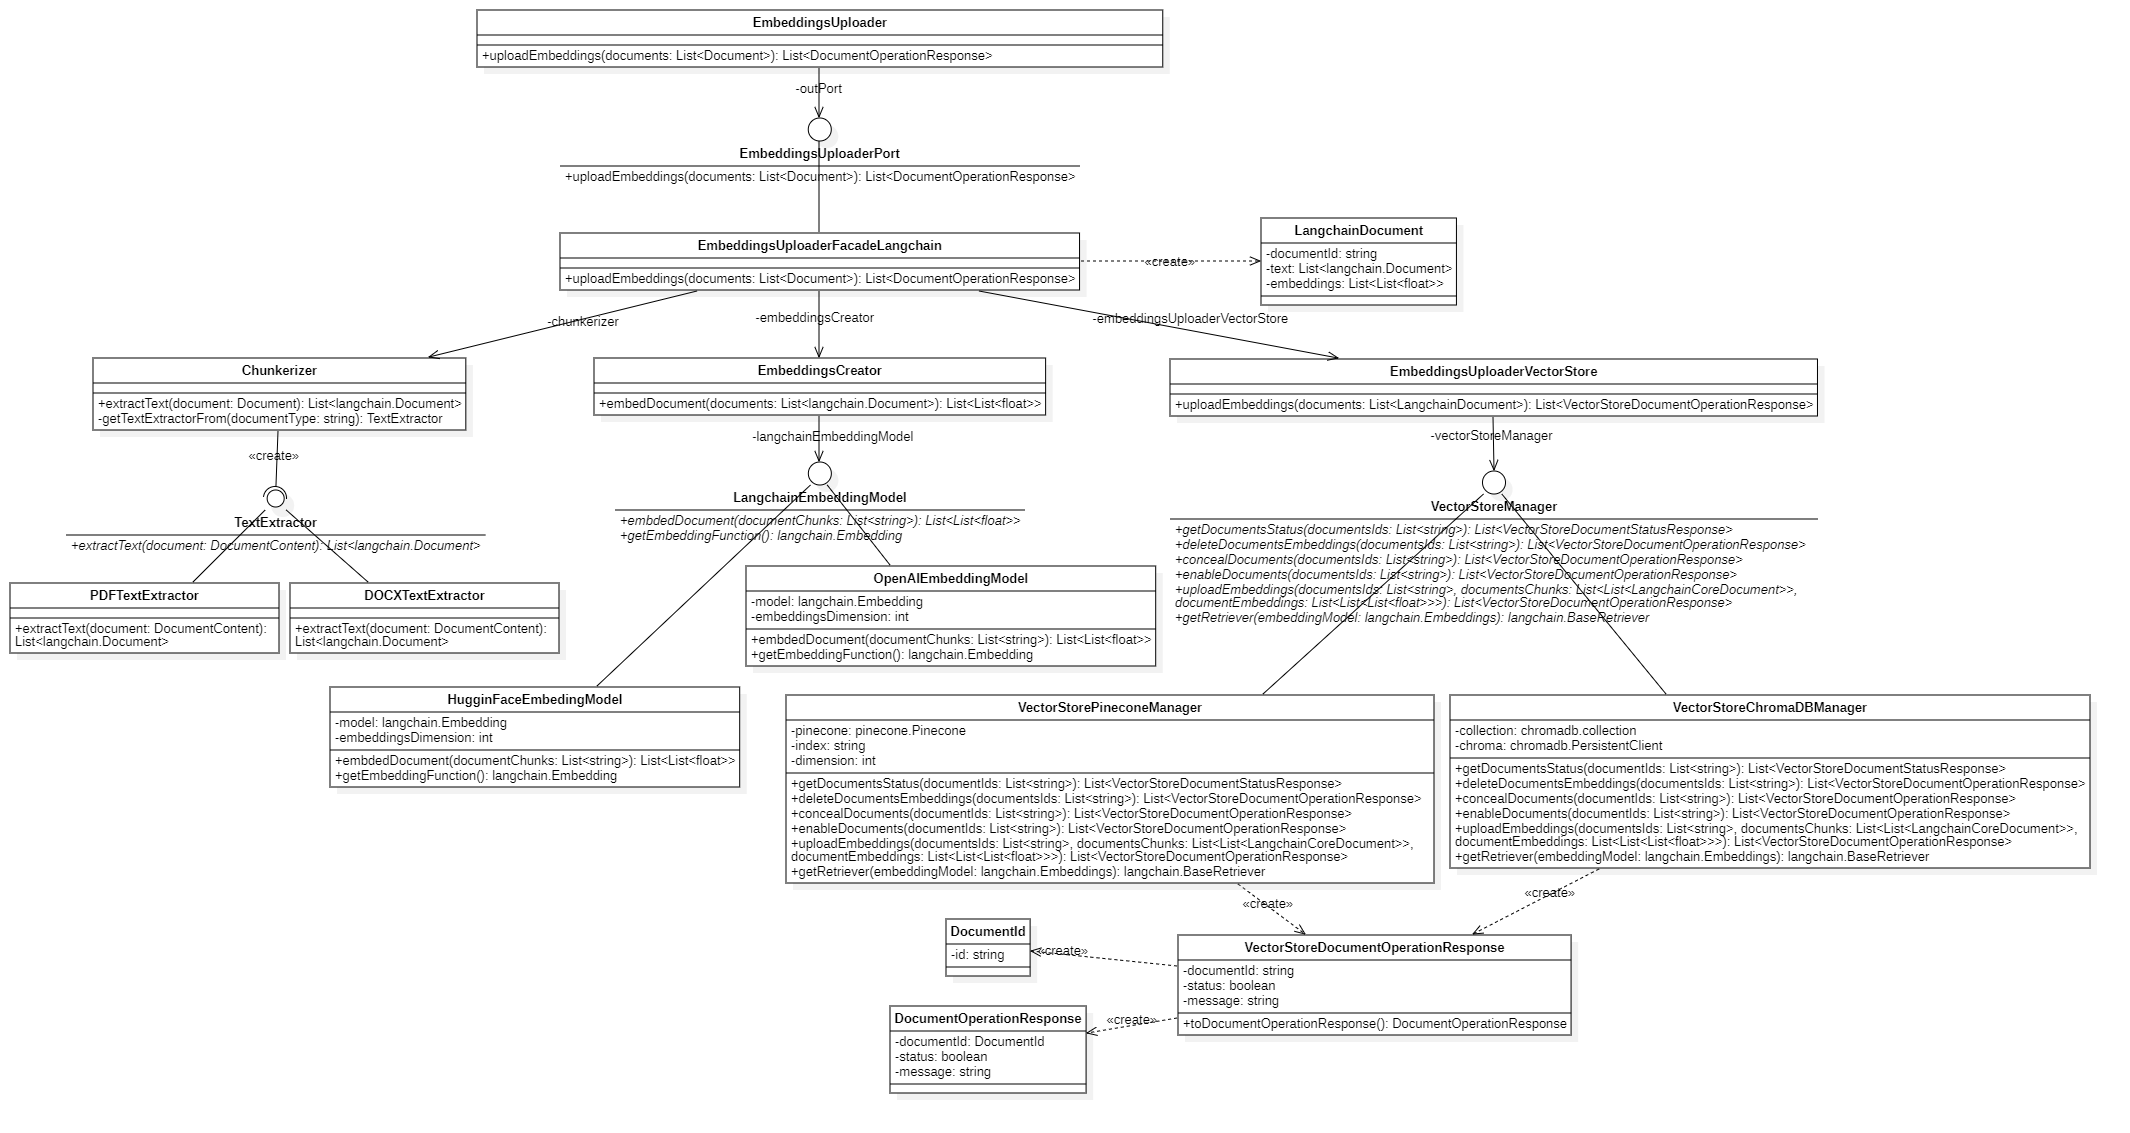 EmbeddingsUploader
+uploadEmbeddings(documents: List<Document>): List<DocumentOperationResponse>
-outPort
EmbeddingsUploaderPort
+uploadEmbeddings(documents: List<Document>): List<DocumentOperationResponse>
EmbeddingsUploaderFacadeLangchain
+uploadEmbeddings(documents: List<Document>): List<DocumentOperationResponse>
«create»
LangchainDocument
-documentId: string
-text: List<langchain.Document>
-embeddings: List<List<float>>
-chunkerizer
-embeddingsCreator
-embeddingsUploaderVectorStore
Chunkerizer
+extractText(document: Document): List<langchain.Document>
-getTextExtractorFrom(documentType: string): TextExtractor
EmbeddingsCreator
+embedDocument(documents: List<langchain.Document>): List<List<float>>
EmbeddingsUploaderVectorStore
+uploadEmbeddings(documents: List<LangchainDocument>): List<VectorStoreDocumentOperationResponse>
«create»
-langchainEmbeddingModel
-vectorStoreManager
TextExtractor
+extractText(document: DocumentContent): List<langchain.Document>
LangchainEmbeddingModel
+embdedDocument(documentChunks: List<string>): List<List<float>>
+getEmbeddingFunction(): langchain.Embedding
VectorStoreManager
+getDocumentsStatus(documentsIds: List<string>): List<VectorStoreDocumentStatusResponse>
+deleteDocumentsEmbeddings(documentsIds: List<string>): List<VectorStoreDocumentOperationResponse>
+concealDocuments(documentsIds: List<string>): List<VectorStoreDocumentOperationResponse>
+enableDocuments(documentsIds: List<string>): List<VectorStoreDocumentOperationResponse>
+uploadEmbeddings(documentsIds: List<string>, documentsChunks: List<List<LangchainCoreDocument>>,
documentEmbeddings: List<List<List<float>>>): List<VectorStoreDocumentOperationResponse>
+getRetriever(embeddingModel: langchain.Embeddings): langchain.BaseRetriever
PDFTextExtractor
+extractText(document: DocumentContent):
List<langchain.Document>
DOCXTextExtractor
+extractText(document: DocumentContent):
List<langchain.Document>
OpenAIEmbeddingModel
-model: langchain.Embedding
-embeddingsDimension: int
+embdedDocument(documentChunks: List<string>): List<List<float>>
+getEmbeddingFunction(): langchain.Embedding
HugginFaceEmbedingModel
-model: langchain.Embedding
-embeddingsDimension: int
+embdedDocument(documentChunks: List<string>): List<List<float>>
+getEmbeddingFunction(): langchain.Embedding
VectorStorePineconeManager
-pinecone: pinecone.Pinecone
-index: string
-dimension: int
+getDocumentsStatus(documentIds: List<string>): List<VectorStoreDocumentStatusResponse>
+deleteDocumentsEmbeddings(documentsIds: List<string>): List<VectorStoreDocumentOperationResponse>
+concealDocuments(documentIds: List<string>): List<VectorStoreDocumentOperationResponse>
+enableDocuments(documentIds: List<string>): List<VectorStoreDocumentOperationResponse>
+uploadEmbeddings(documentsIds: List<string>, documentsChunks: List<List<LangchainCoreDocument>>,
documentEmbeddings: List<List<List<float>>>): List<VectorStoreDocumentOperationResponse>
+getRetriever(embeddingModel: langchain.Embeddings): langchain.BaseRetriever
VectorStoreChromaDBManager
-collection: chromadb.collection
-chroma: chromadb.PersistentClient
+getDocumentsStatus(documentIds: List<string>): List<VectorStoreDocumentStatusResponse>
+deleteDocumentsEmbeddings(documentsIds: List<string>): List<VectorStoreDocumentOperationResponse>
+concealDocuments(documentIds: List<string>): List<VectorStoreDocumentOperationResponse>
+enableDocuments(documentIds: List<string>): List<VectorStoreDocumentOperationResponse>
+uploadEmbeddings(documentsIds: List<string>, documentsChunks: List<List<LangchainCoreDocument>>,
documentEmbeddings: List<List<List<float>>>): List<VectorStoreDocumentOperationResponse>
+getRetriever(embeddingModel: langchain.Embeddings): langchain.BaseRetriever
«create»
«create»
DocumentId
-id: string
«create»
VectorStoreDocumentOperationResponse
-documentId: string
-status: boolean
-message: string
+toDocumentOperationResponse(): DocumentOperationResponse
«create»
DocumentOperationResponse
-documentId: DocumentId
-status: boolean
-message: string